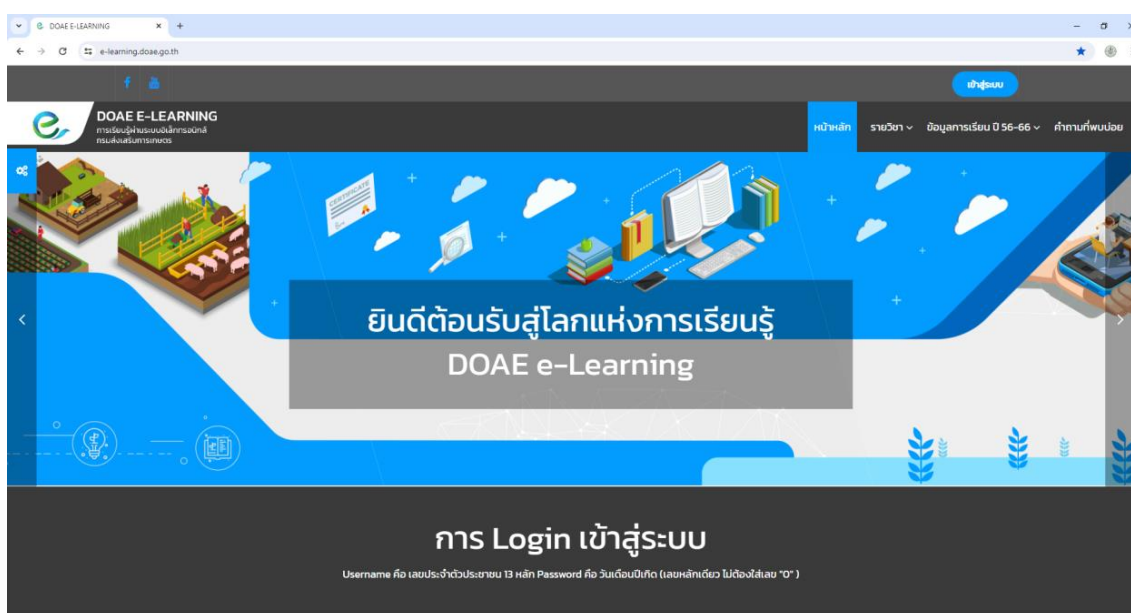 DOAE E-LEARNING
e-learning.doae.go.th
เข้าสู่ระบบ
DOAE E-LEARNING
การเรียนรู้ผ่านระบบอิเล็กทรอนิกส์
กรมส่งเสริมการเกษตร
หน้าหลัก รายวิชา ข้อมูลการเรียน ปี 56-66 คำถามที่พบบ่อย
CERTIFICATE
ยินดีต้อนรับสู่โลกแห่งการเรียนรู้
DOAE e-Learning
การ Login เข้าสู่ระบบ
Username คือ เลขประจำตัวประชาชน 13 หลัก Password คือ วันเดือนปีเกิด (เลขหลักเดียว ไม่ต้องใส่เลข "0" )